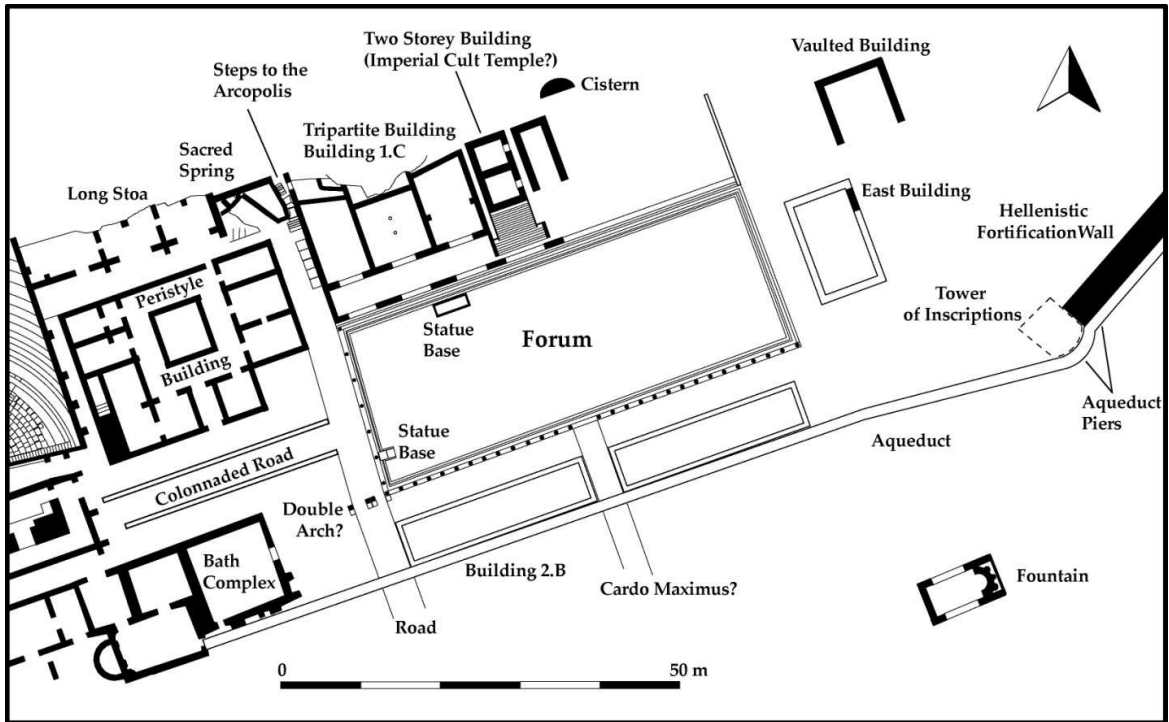 Two Storey Building
(Imperial Cult Temple?)
Vaulted Building
Steps to the
Arcopolis
Cistern
Tripartite Building
Building 1.C
Sacred
Spring
Long Stoa
East Building
Hellenistic
Fortification Wall
Peristyle
Building
Tower
of Inscriptions
Statue
Base
Forum
Aqueduct
Piers
Statue
Base
Aqueduct
Colonnaded Road
Double
Arch?
Bath
Complex
Building 2.B
Cardo Maximus?
Fountain
Road
0
50 m